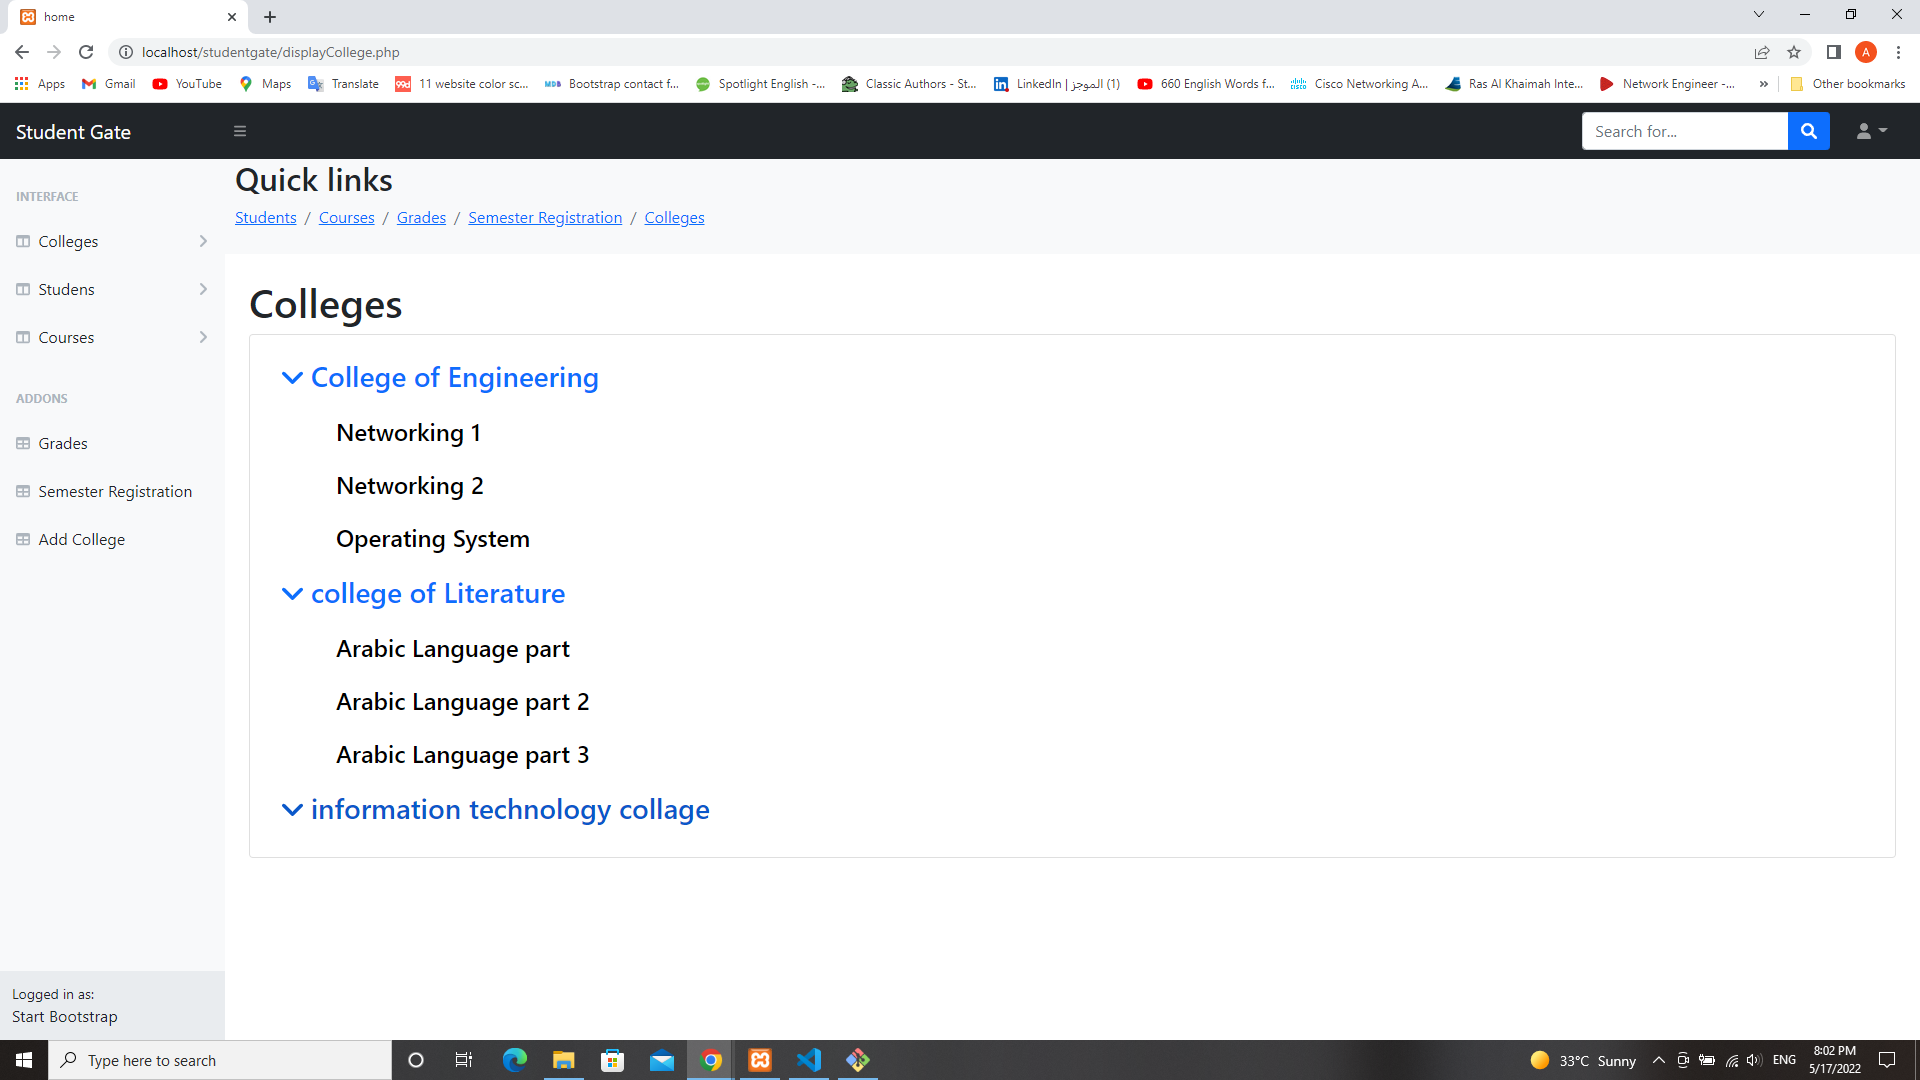 home
localhost/studentgate/displayCollege.php
A
Apps Gmail YouTube Maps Translate 11 website color sc... Bootstrap contact f... Spotlight English -... Classic Authors - St... LinkedIn | الموجز (1) 660 English Words f... Cisco Networking A... Ras Al Khaimah Inte... Network Engineer -... » Other bookmarks
Student Gate
Search for...
Quick links
Students / Courses / Grades / Semester Registration / Colleges
INTERFACE
Colleges
Studens
Courses
ADDONS
Grades
Semester Registration
Add College
Logged in as:
Start Bootstrap
Colleges
College of Engineering
Networking 1
Networking 2
Operating System
college of Literature
Arabic Language part
Arabic Language part 2
Arabic Language part 3
information technology collage
Type here to search
33°C Sunny
ENG
8:02 PM
5/17/2022